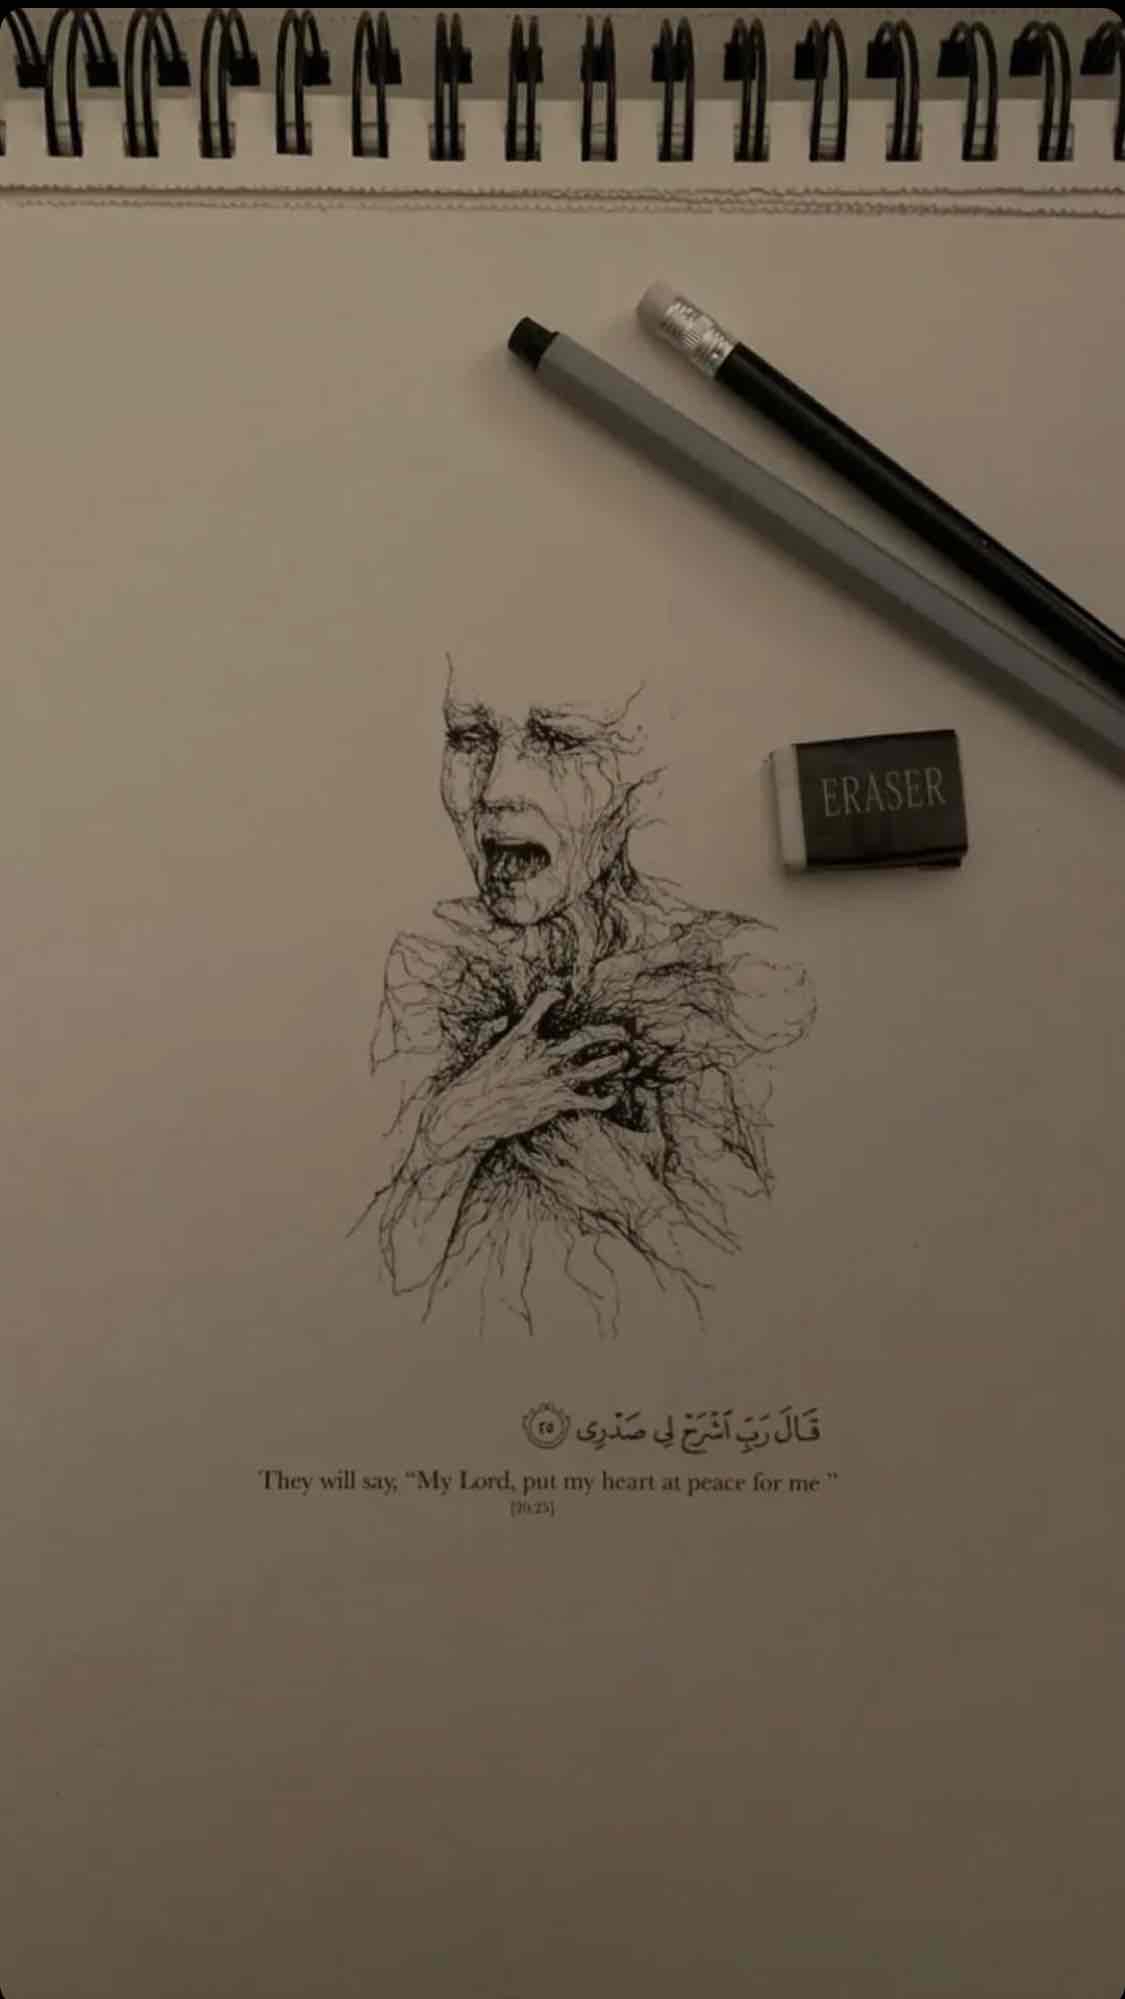 ERASER
قَالَ رَبِّ ٱشْرَحْ لِي صَدْرِى ٢٥
They will say, “My Lord, put my heart at peace for me ”
[20:25]